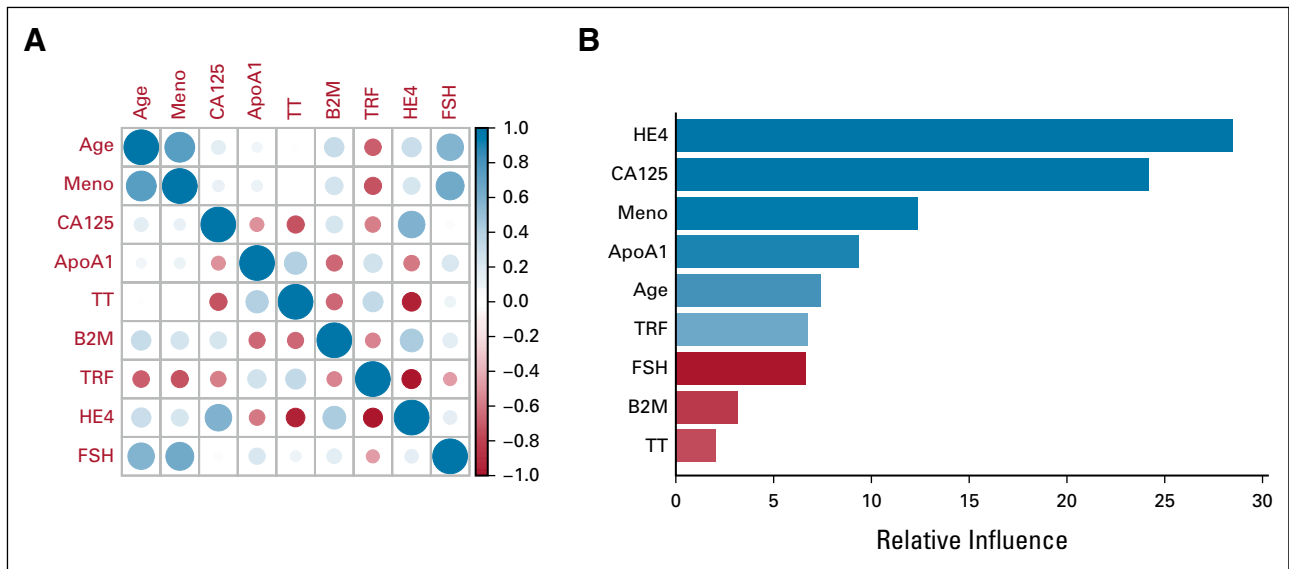 A
Age Meno CA125 ApoA1 TT B2M TRF HE4 FSH
Age
Meno
CA125
ApoA1
TT
B2M
TRF
HE4
FSH
1.0
0.8
0.6
0.4
0.2
0.0
−0.2
−0.4
−0.6
−0.8
−1.0
B
HE4
CA125
Meno
ApoA1
Age
TRF
FSH
B2M
TT
0 5 10 15 20 25 30
Relative Influence